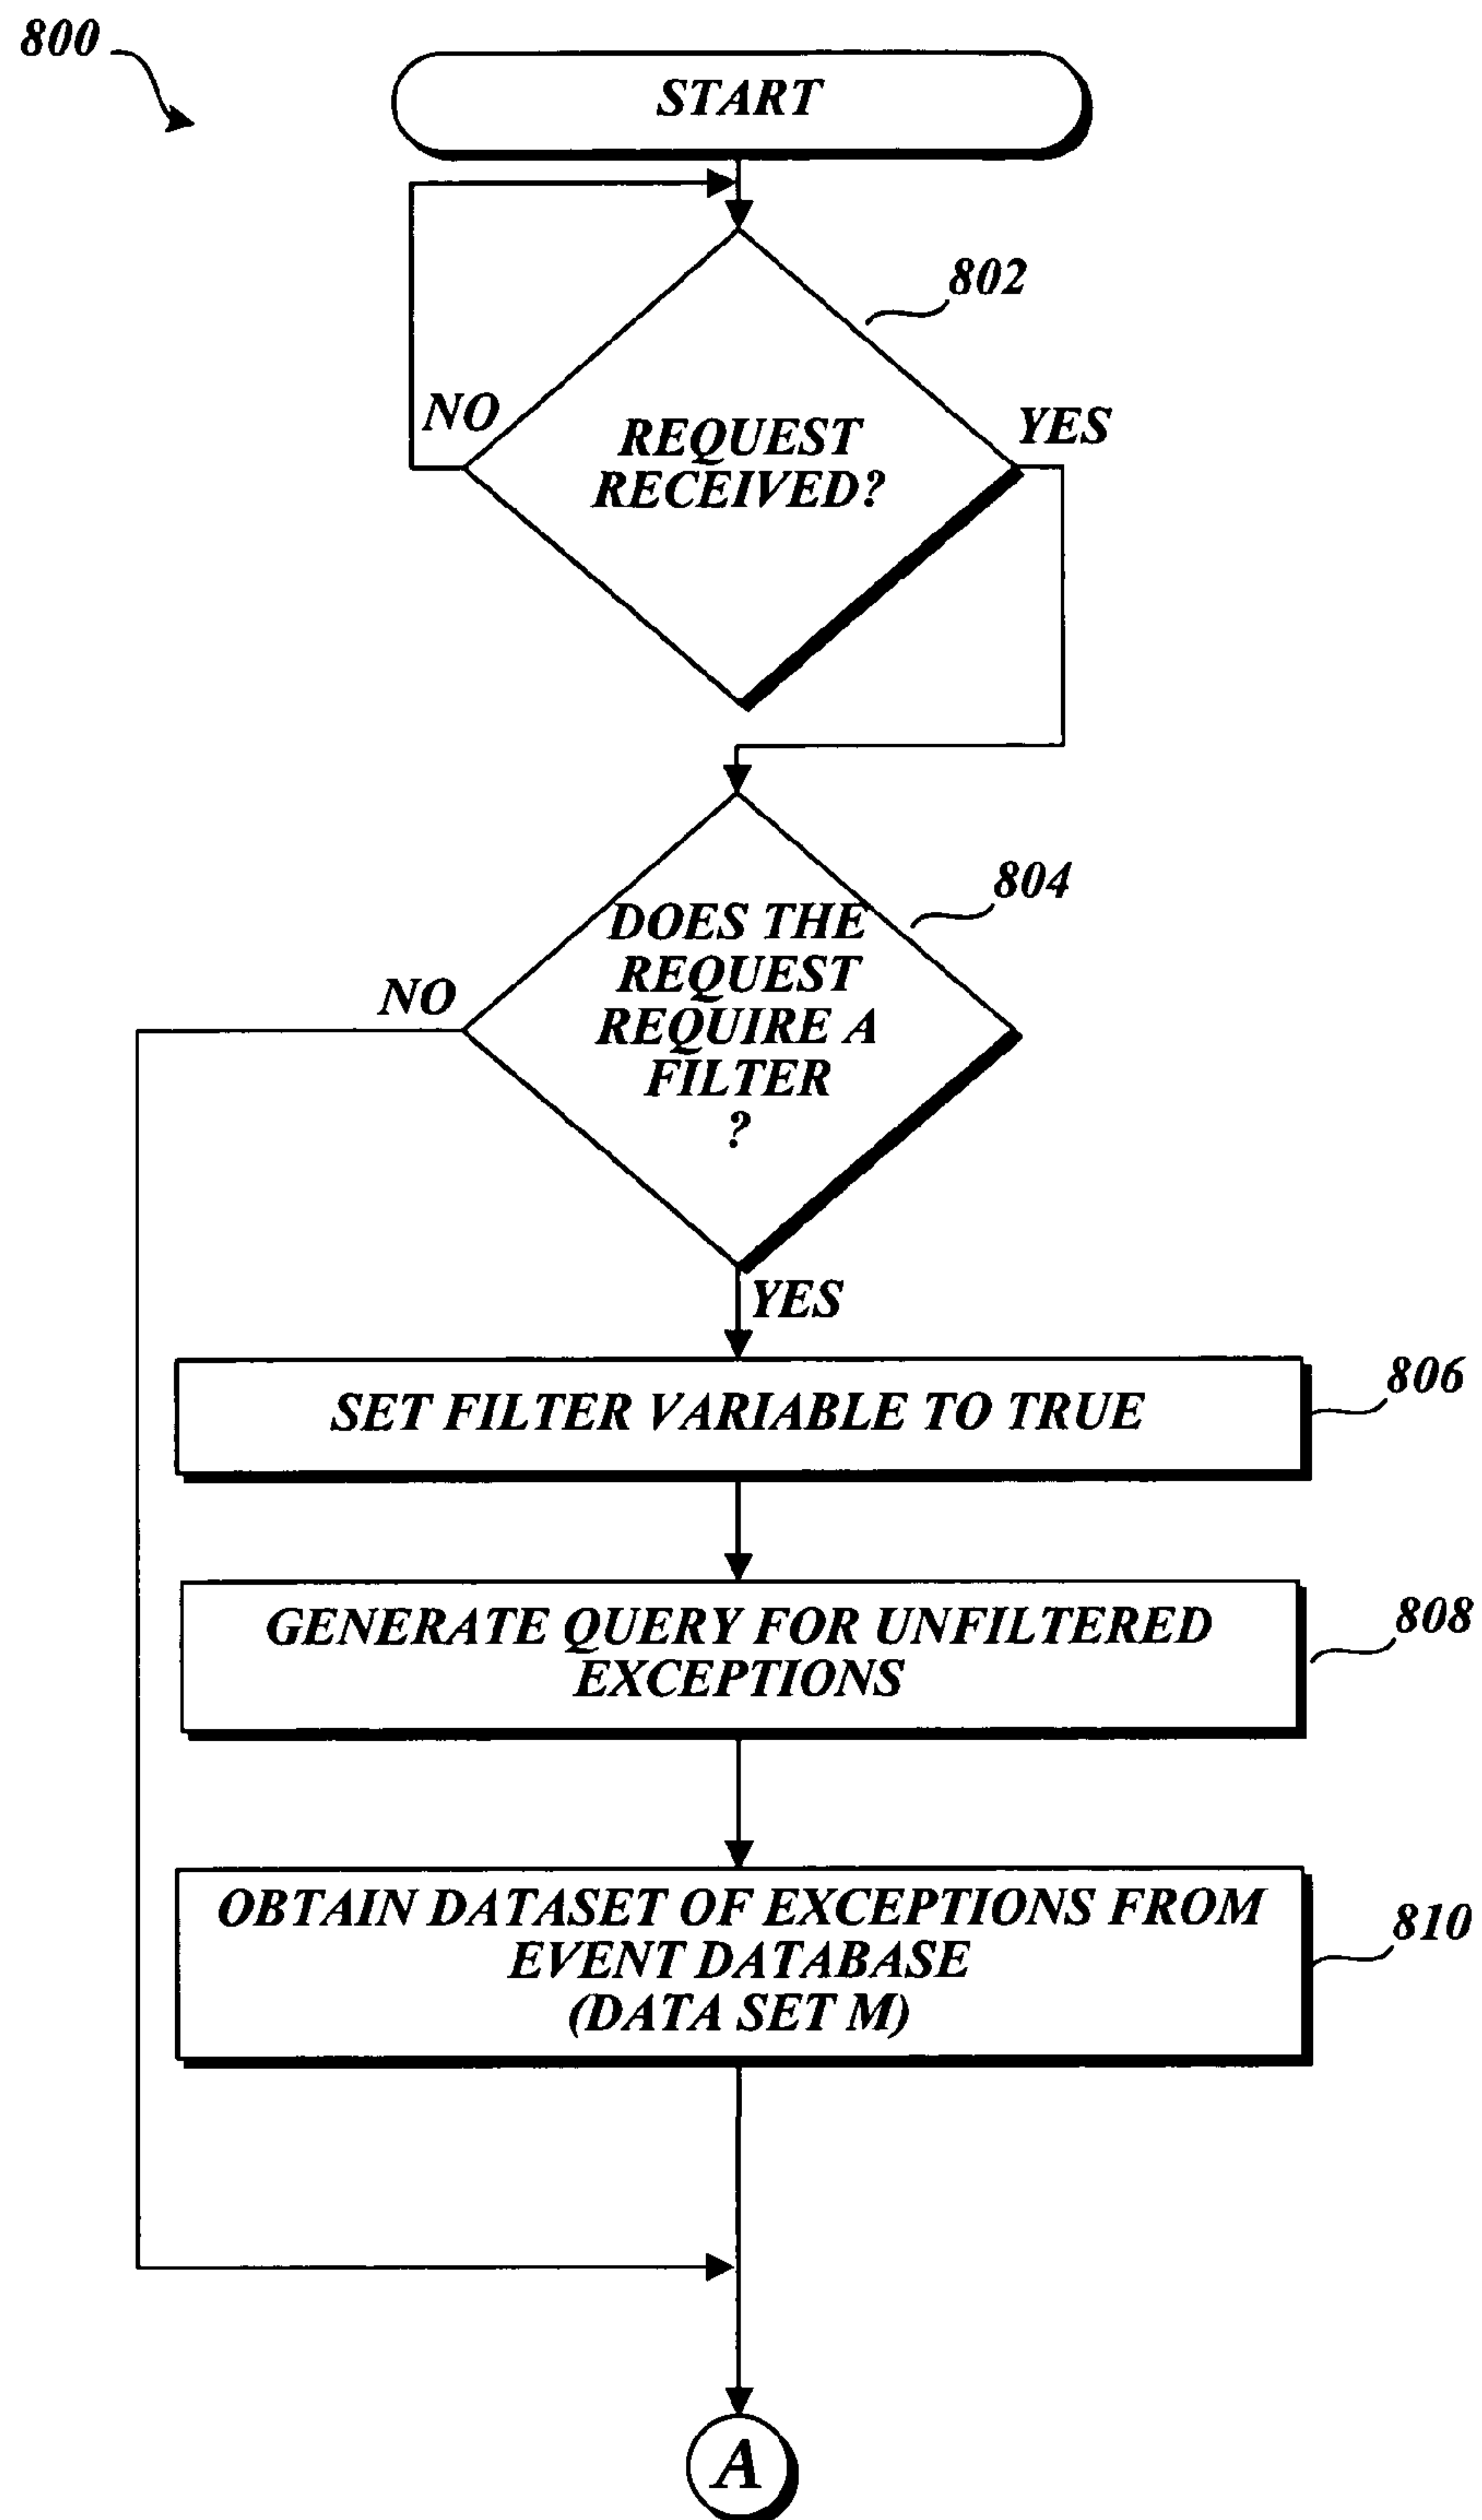 800
START
802
NO
YES
REQUEST
RECEIVED?
804
DOES THE
REQUEST
REQUIRE A
FILTER
?
NO
YES
806
SET FILTER VARIABLE TO TRUE
808
GENERATE QUERY FOR UNFILTERED
EXCEPTIONS
810
OBTAIN DATASET OF EXCEPTIONS FROM
EVENT DATABASE
(DATA SET M)
A